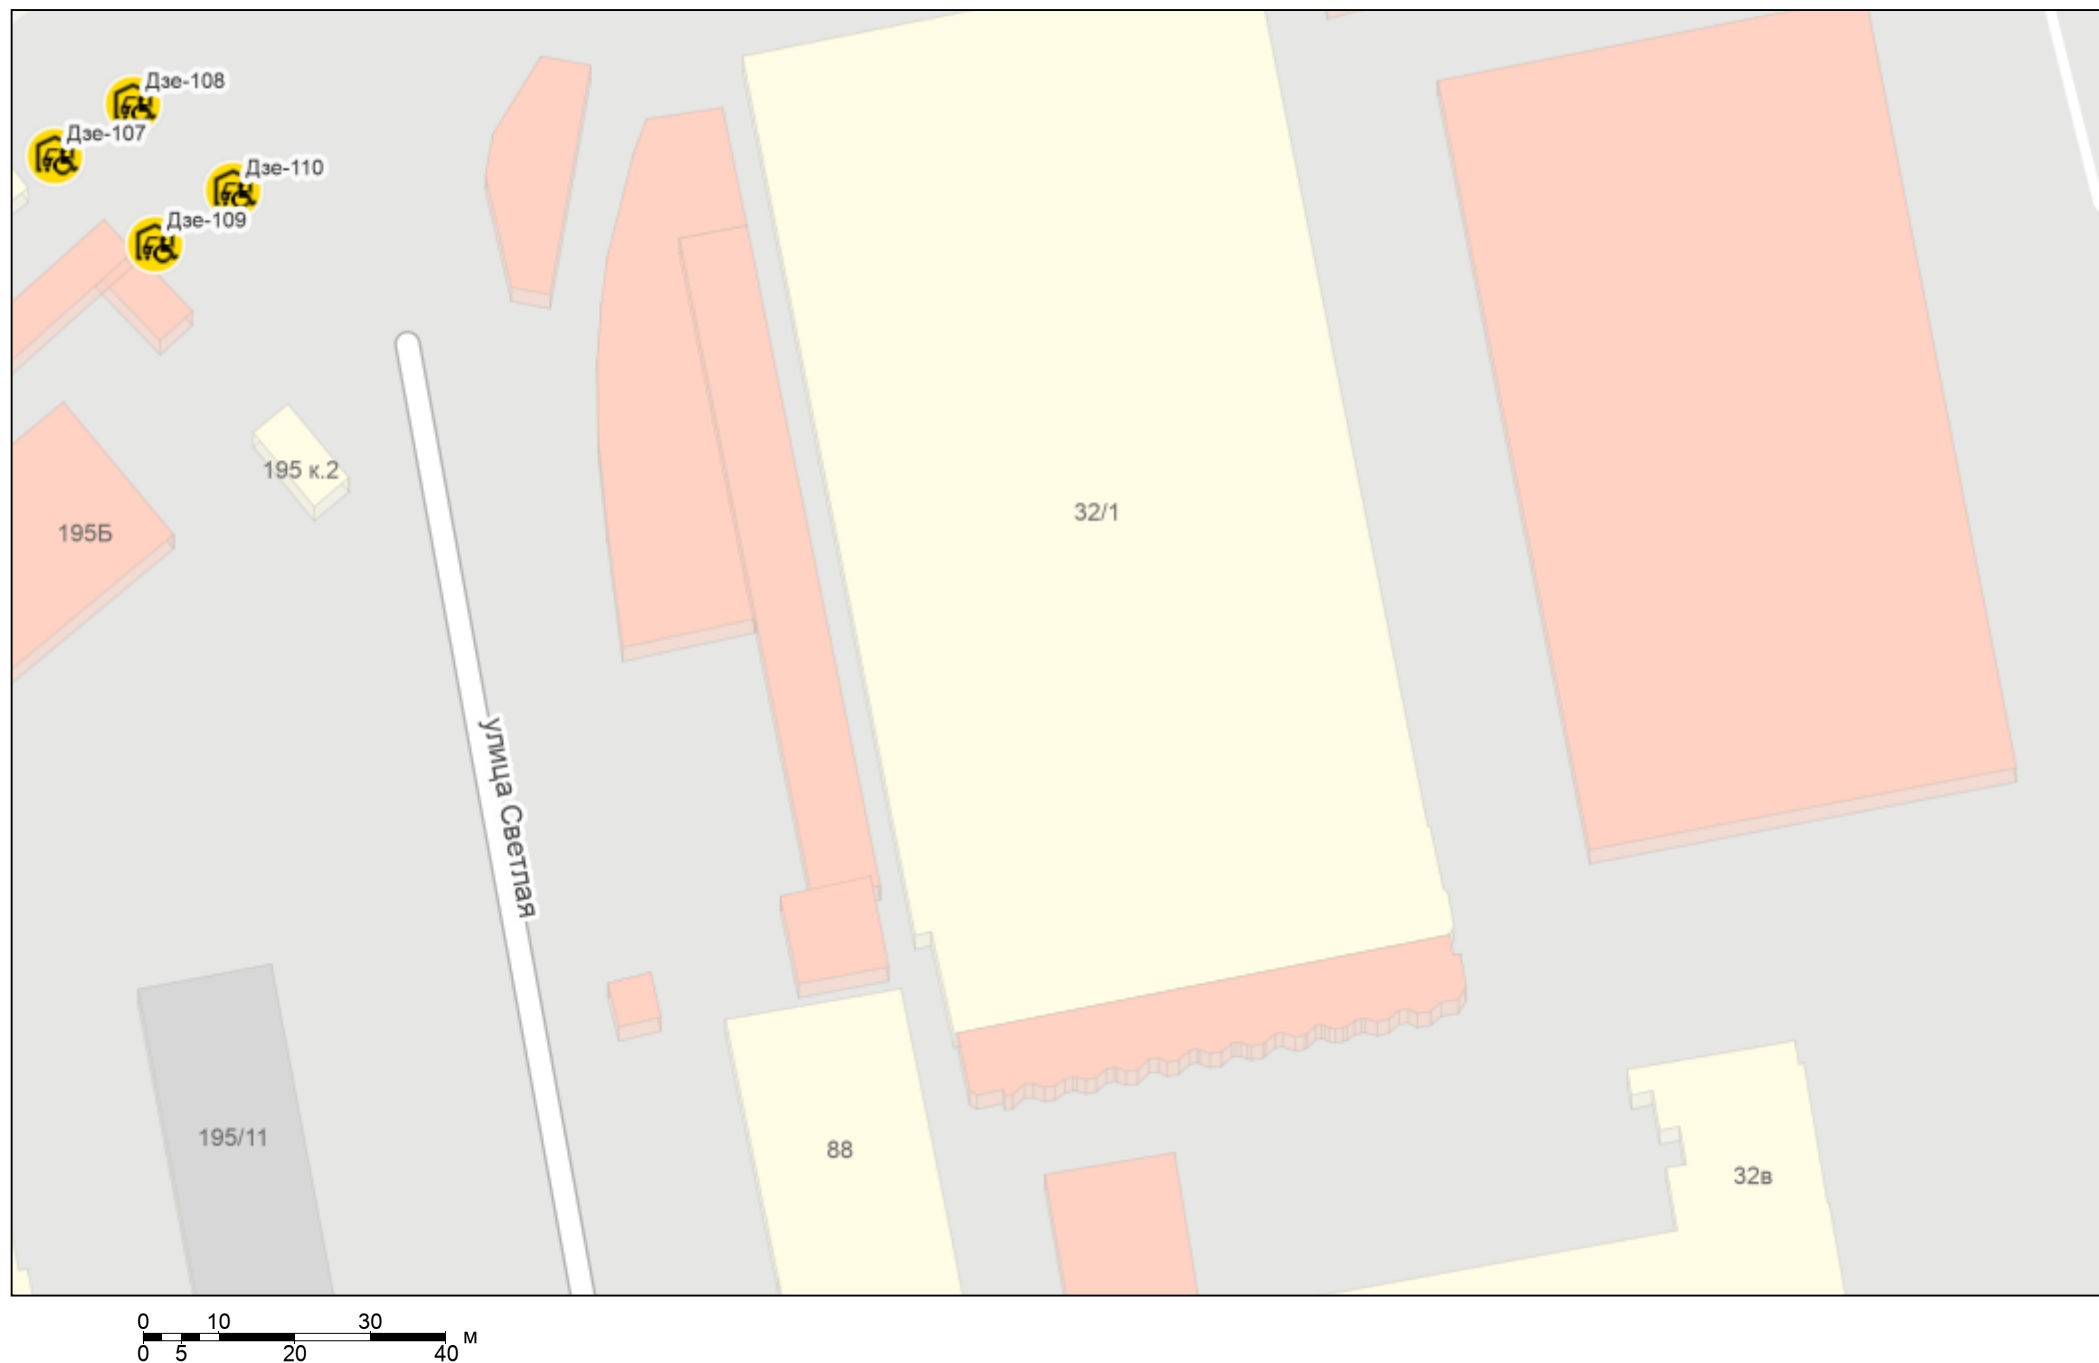 Дзе-108
Дзе-107
Дзе-110
Дзе-109
195 к.2
32/1
195Б
улица Светлая
195/11
88
32в
0 10 30
м
0 5 20 40